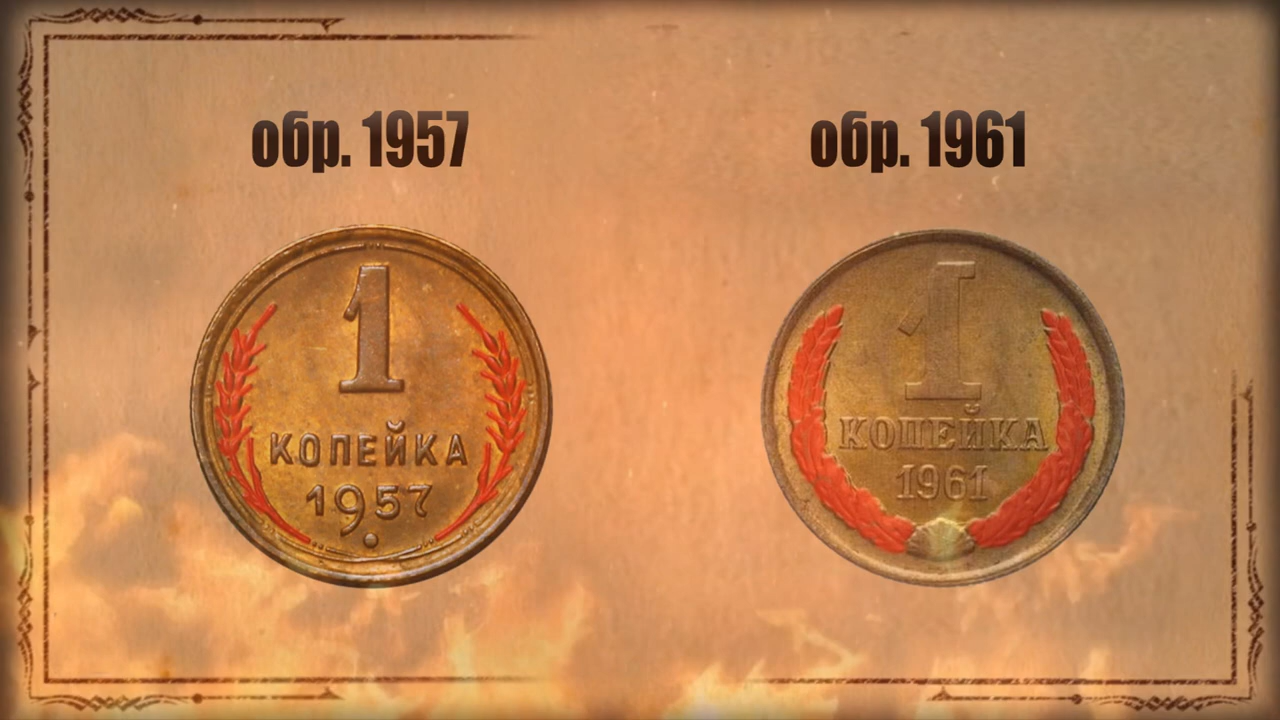 обр. 1957
обр. 1961
1
КОПЕЙКА
1957
1
КОПЕЙКА
1961